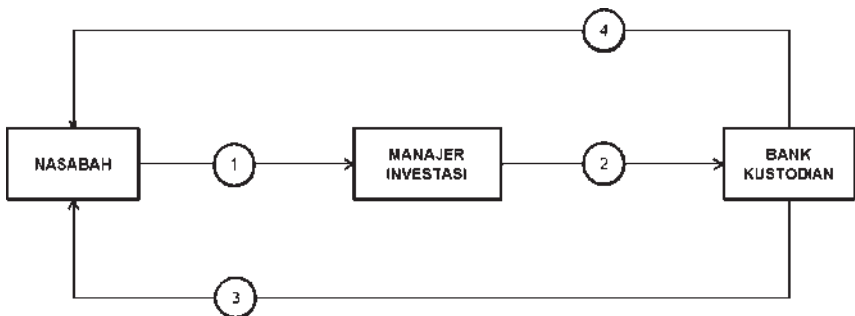 4
NASABAH
1
MANAJER
INVESTASI
2
BANK
KUSTODIAN
3